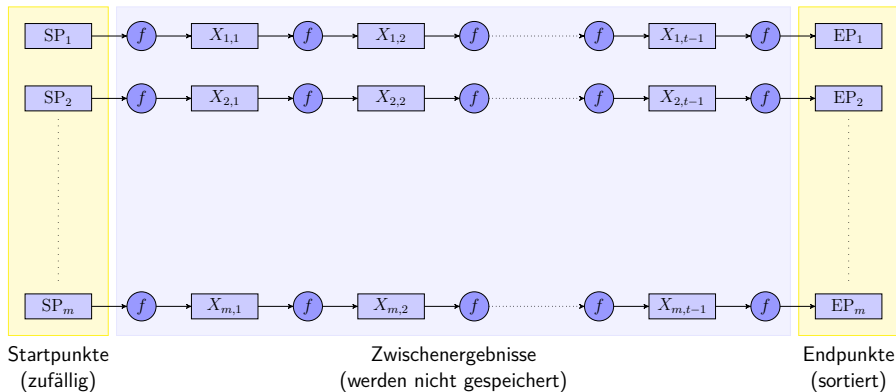 SP₁ f X₁,₁ f X₁,₂ f f X₁,ₜ₋₁ f EP₁
SP₂ f X₂,₁ f X₂,₂ f f X₂,ₜ₋₁ f EP₂
SPₘ f Xₘ,₁ f Xₘ,₂ f f Xₘ,ₜ₋₁ f EPₘ
Startpunkte
(zufällig)
Zwischenergebnisse
(werden nicht gespeichert)
Endpunkte
(sortiert)